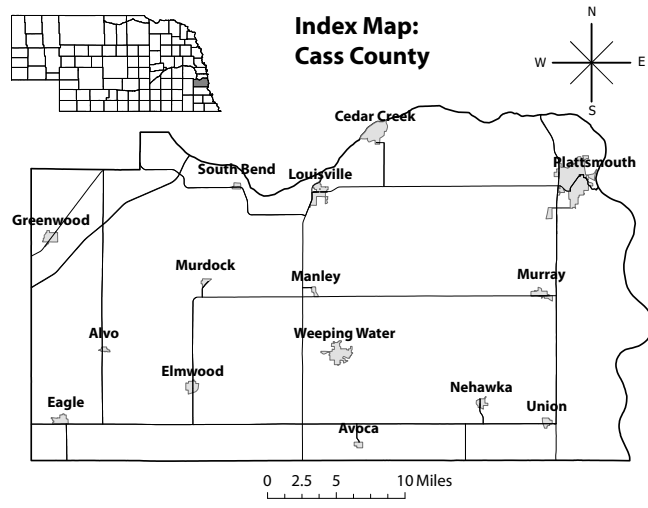 Index Map:
Cass County
N
W E
S
Cedar Creek
Plattsmouth
South Bend
Louisville
Greenwood
Murdock
Manley
Murray
Alvo
Weeping Water
Elmwood
Nehawka
Eagle
Union
Avoca
0 2.5 5 10 Miles